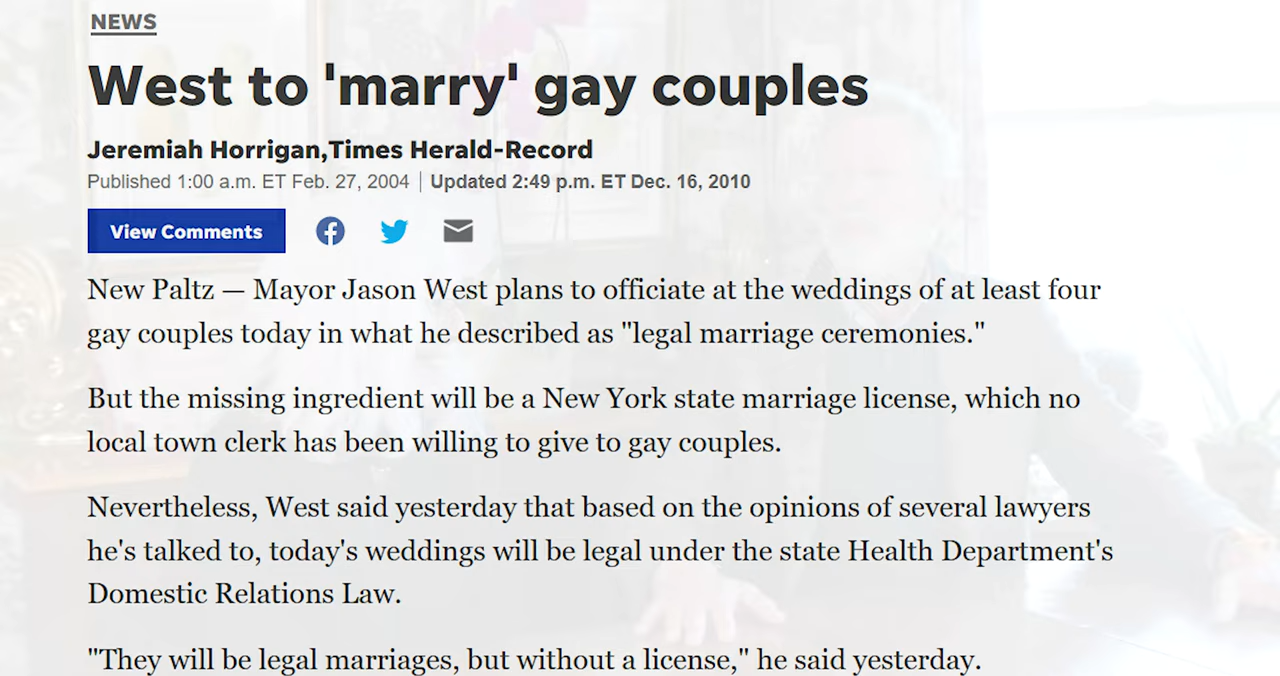 NEWS
West to 'marry' gay couples
Jeremiah Horrigan,Times Herald-Record
Published 1:00 a.m. ET Feb. 27, 2004 | Updated 2:49 p.m. ET Dec. 16, 2010
View Comments
New Paltz — Mayor Jason West plans to officiate at the weddings of at least four
gay couples today in what he described as "legal marriage ceremonies."
But the missing ingredient will be a New York state marriage license, which no
local town clerk has been willing to give to gay couples.
Nevertheless, West said yesterday that based on the opinions of several lawyers
he's talked to, today's weddings will be legal under the state Health Department's
Domestic Relations Law.
"They will be legal marriages, but without a license," he said yesterday.